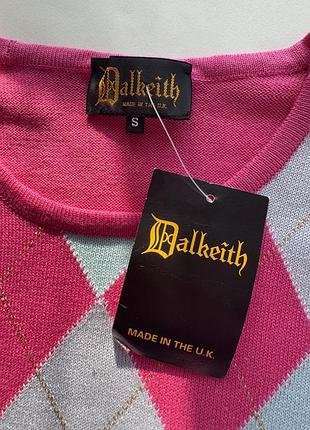 Dalkeith
MADE IN THE U.K.
S
Dalkeith
MADE IN THE U.K.